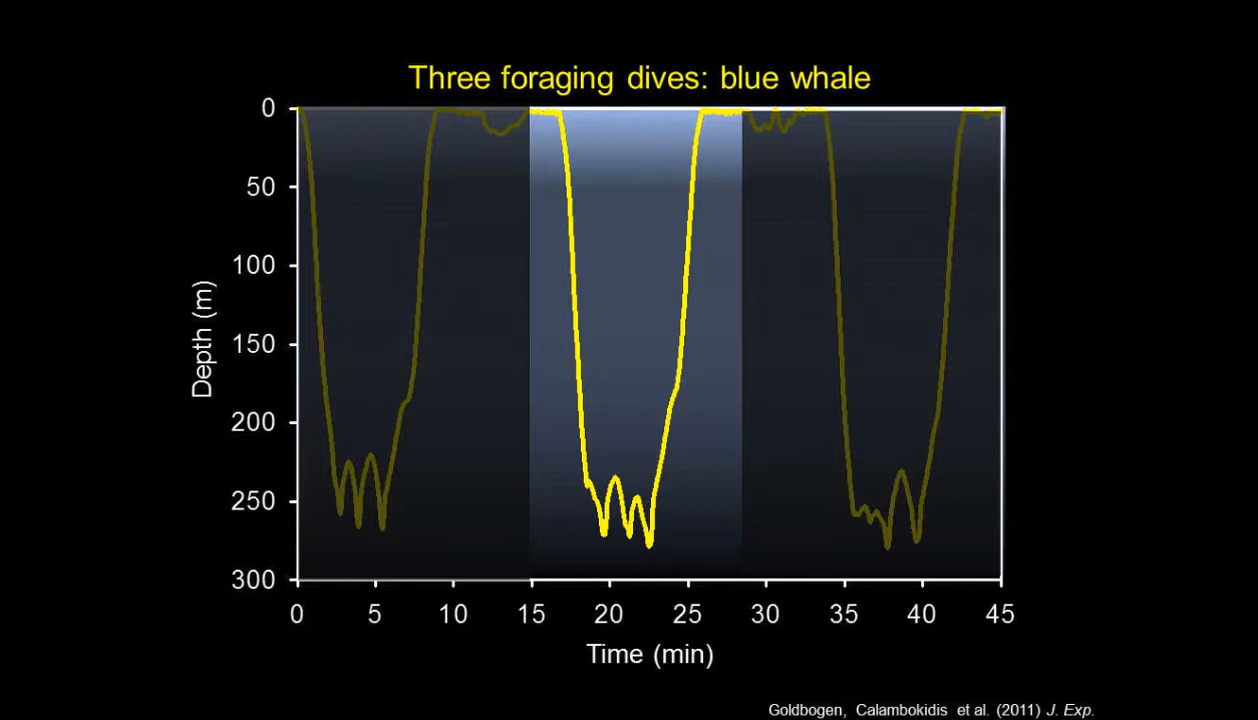 Three foraging dives: blue whale
0
50
100
150
200
250
300
Depth (m)
0 5 10 15 20 25 30 35 40 45
Time (min)
Goldbogen, Calambokidis et al. (2011) J. Exp.